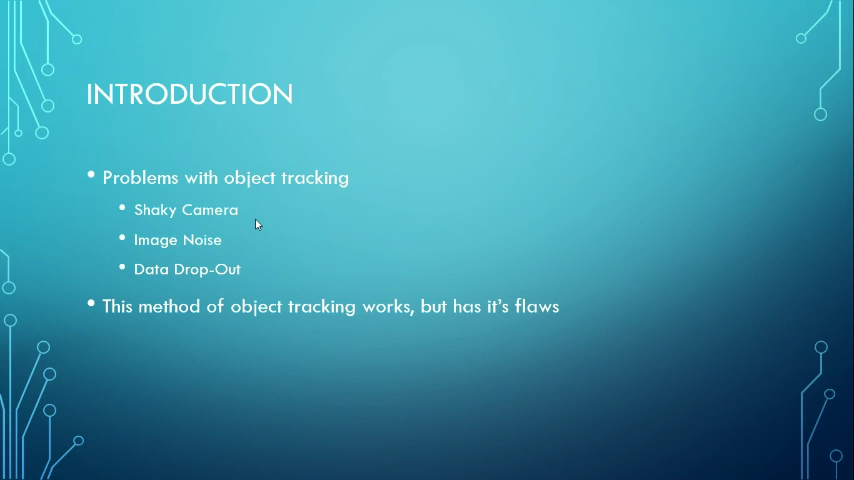 INTRODUCTION
• Problems with object tracking
• Shaky Camera
• Image Noise
• Data Drop-Out
• This method of object tracking works, but has it's flaws